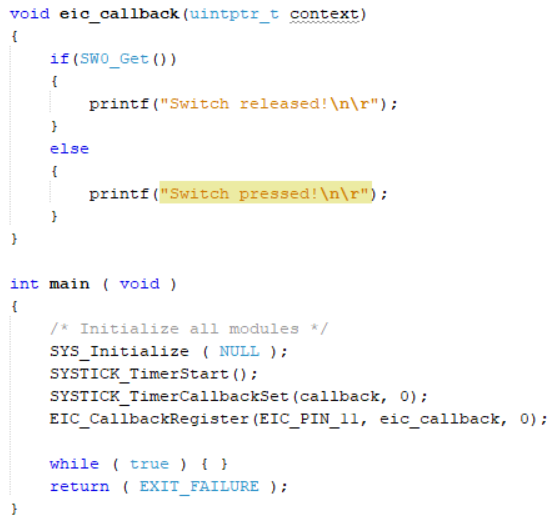 void eic_callback(uintptr_t context)
{
    if(SW0_Get())
    {
        printf("Switch released!\n\r");
    }
    else
    {
        printf("Switch pressed!\n\r");
    }
}

int main ( void )
{
    /* Initialize all modules */
    SYS_Initialize ( NULL );
    SYSTICK_TimerStart();
    SYSTICK_TimerCallbackSet(callback, 0);
    EIC_CallbackRegister(EIC_PIN_11, eic_callback, 0);

    while ( true ) { }
    return ( EXIT_FAILURE );
}